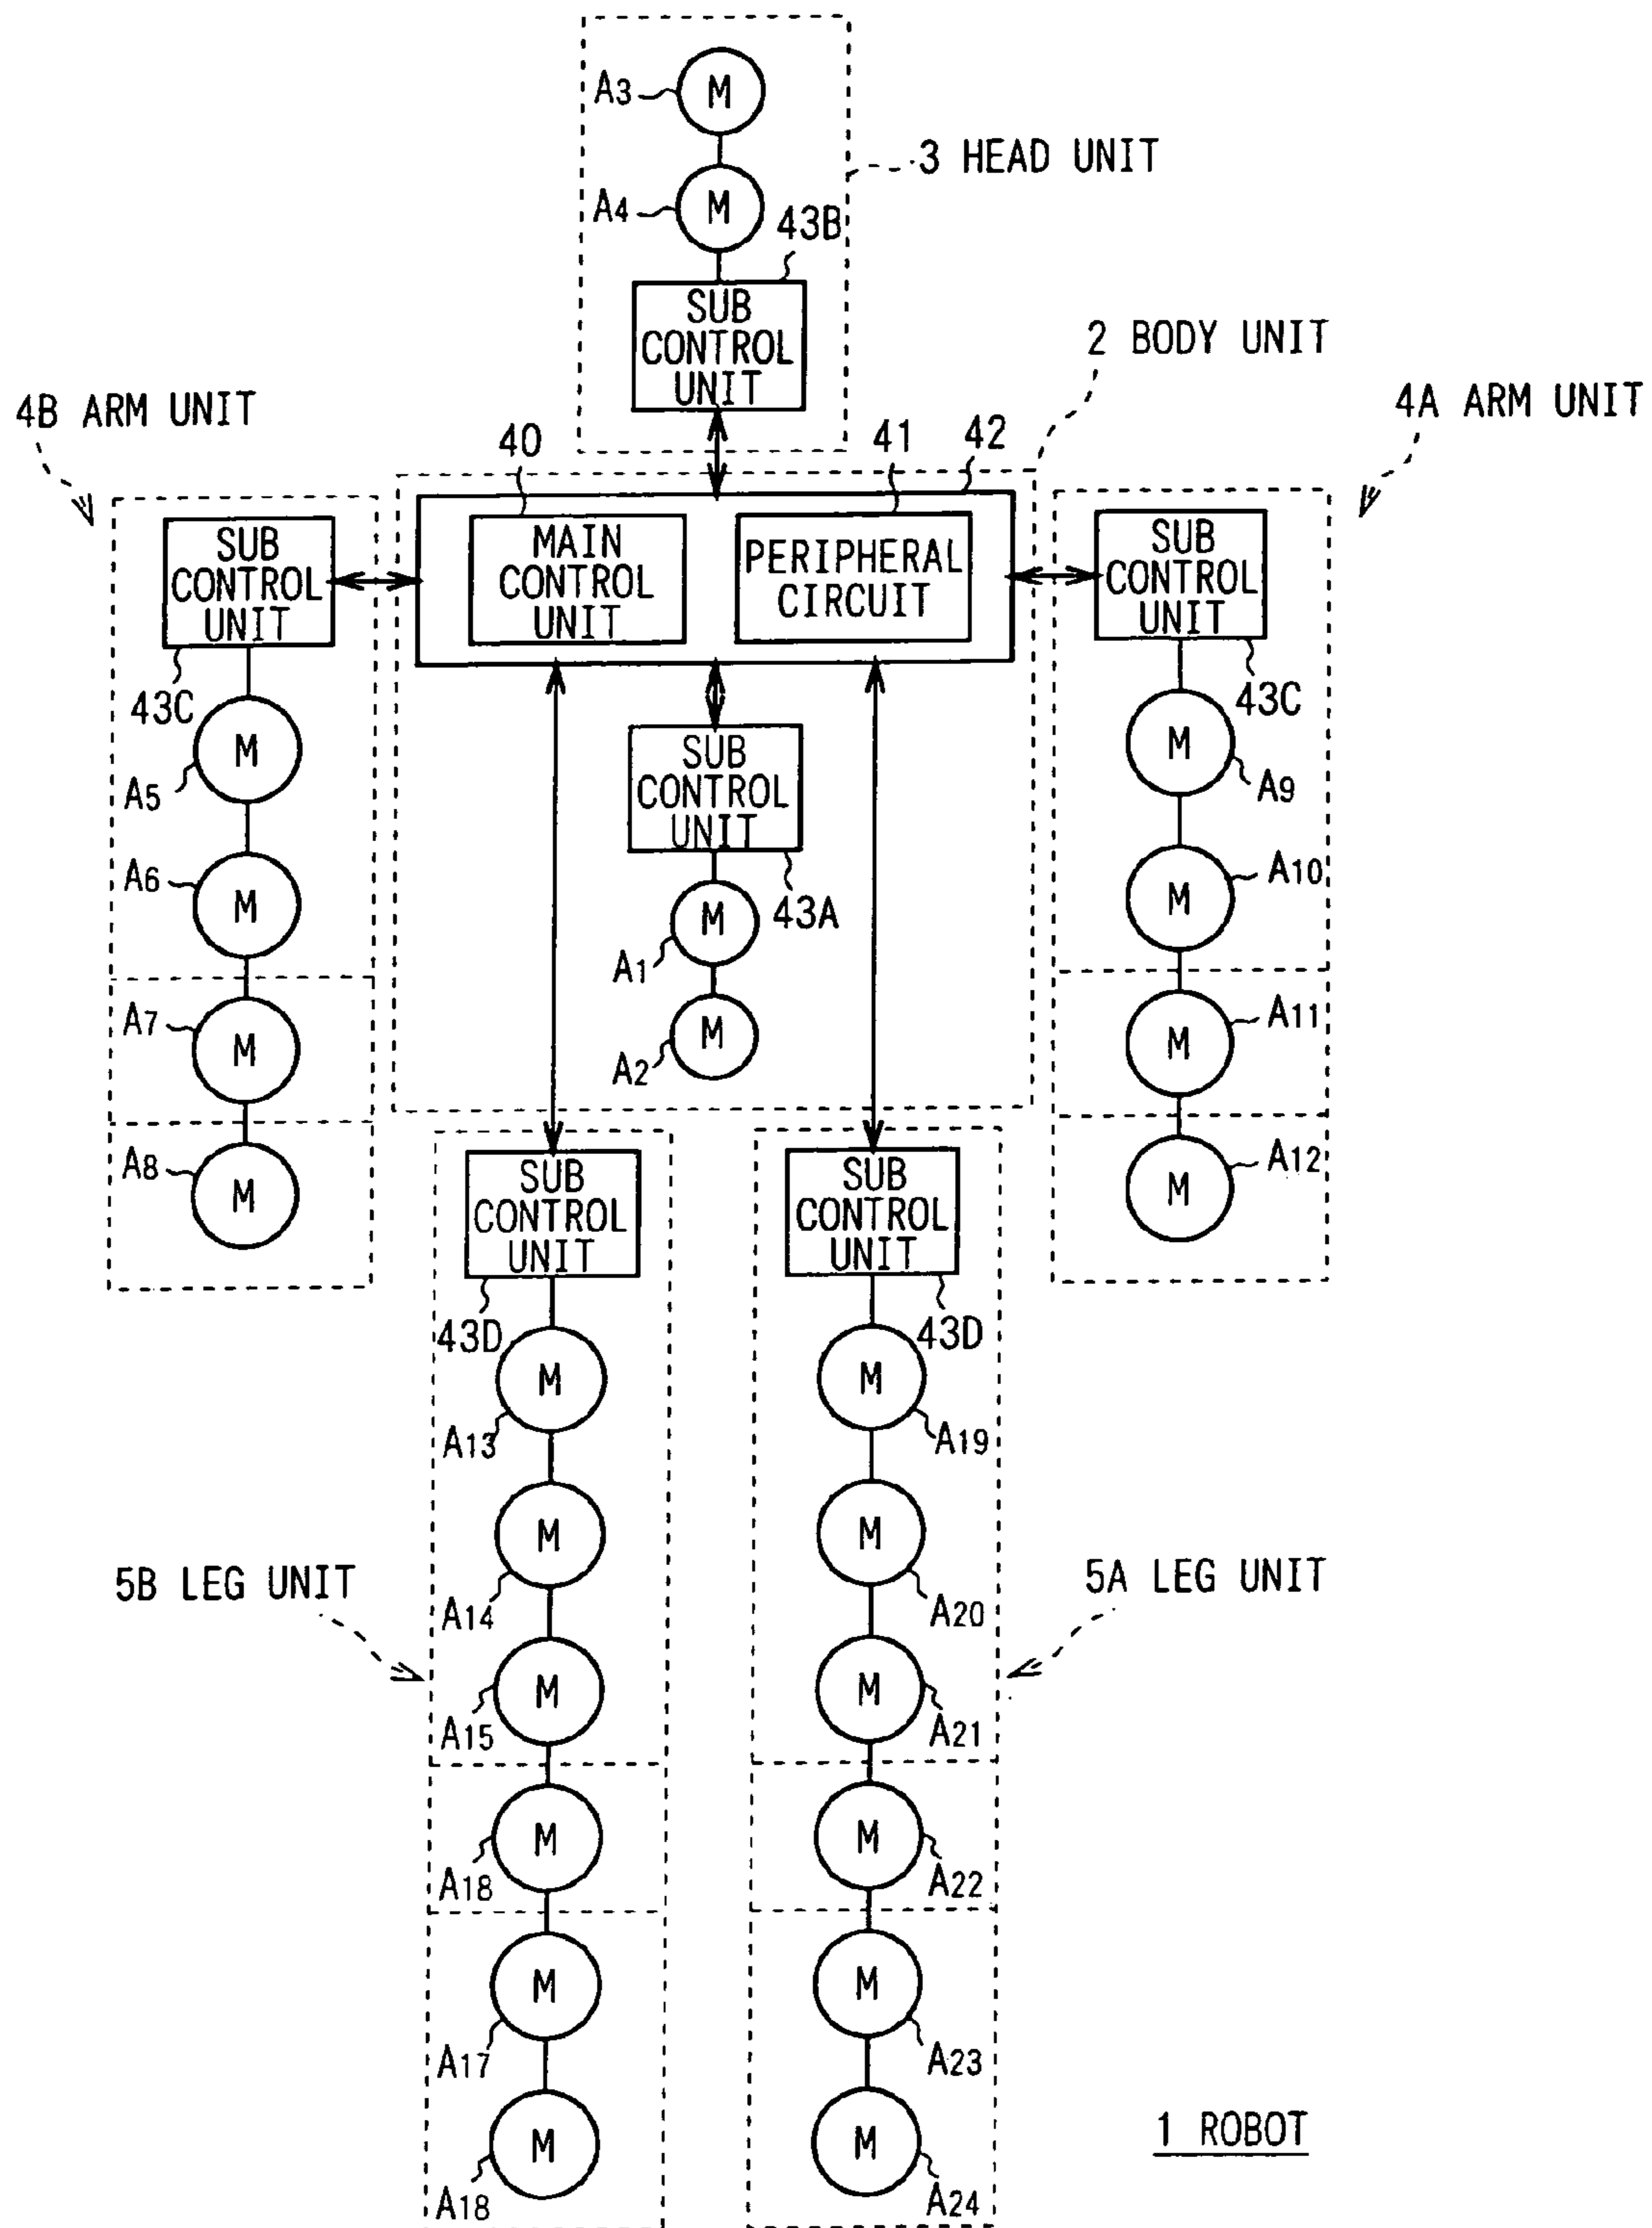 A3
M
3 HEAD UNIT
A4
M
43B
SUB
CONTROL
UNIT
2 BODY UNIT
4B ARM UNIT
4A ARM UNIT
40
41
42
SUB
CONTROL
UNIT
43C
MAIN
CONTROL
UNIT
PERIPHERAL
CIRCUIT
SUB
CONTROL
UNIT
43C
M
A5
M
A6
M
A7
M
A8
SUB
CONTROL
UNIT
43A
M
A1
M
A2
M
A9
M
A10
M
A11
M
A12
SUB
CONTROL
UNIT
43D
M
A13
M
A14
5B LEG UNIT
M
A15
M
A18
M
A17
M
A18
SUB
CONTROL
UNIT
43D
M
A19
M
A20
5A LEG UNIT
M
A21
M
A22
M
A23
M
A24
1 ROBOT